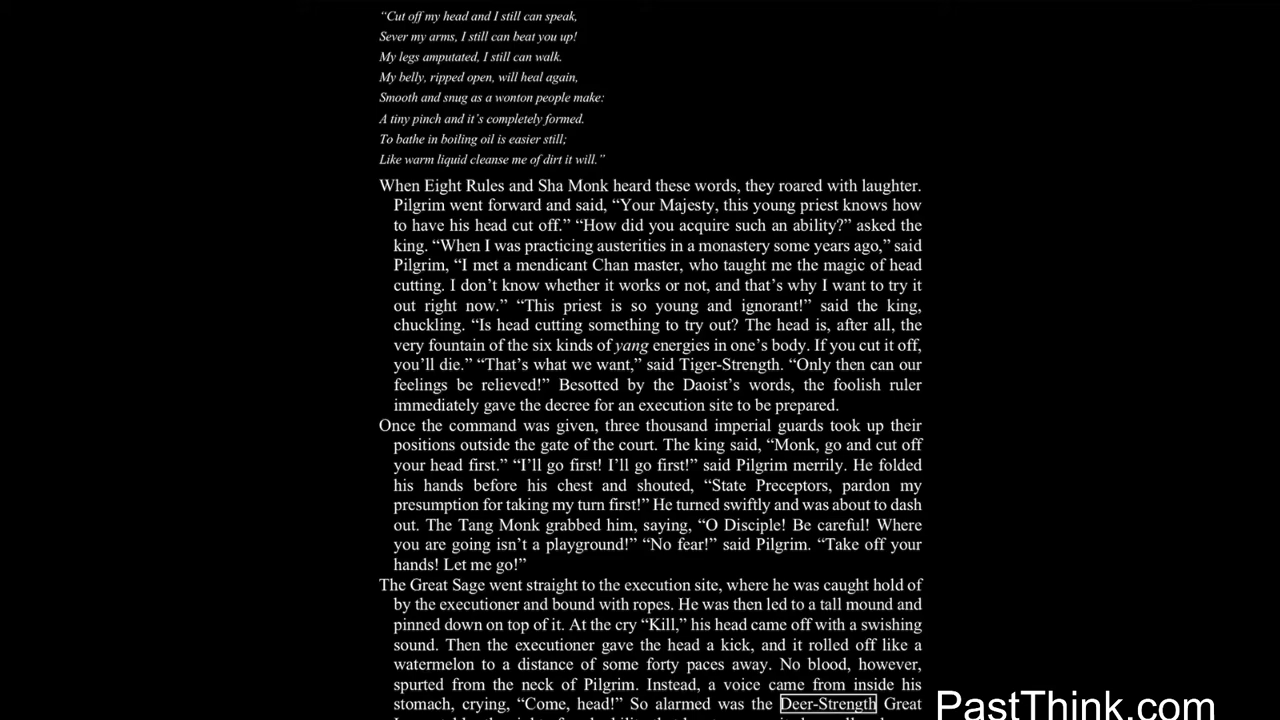 “Cut off my head and I still can speak,
Sever my arms, I still can beat you up!
My legs amputated, I still can walk.
My belly, ripped open, will heal again,
Smooth and snug as a wonton people make:
A tiny pinch and it’s completely formed.
To bathe in boiling oil is easier still;
Like warm liquid cleanse me of dirt it will.”
When Eight Rules and Sha Monk heard these words, they roared with laughter.
Pilgrim went forward and said, “Your Majesty, this young priest knows how
to have his head cut off.” “How did you acquire such an ability?” asked the
king. “When I was practicing austerities in a monastery some years ago,” said
Pilgrim, “I met a mendicant Chan master, who taught me the magic of head
cutting. I don’t know whether it works or not, and that’s why I want to try it
out right now.” “This priest is so young and ignorant!” said the king,
chuckling. “Is head cutting something to try out? The head is, after all, the
very fountain of the six kinds of yang energies in one’s body. If you cut it off,
you’ll die.” “That’s what we want,” said Tiger-Strength. “Only then can our
feelings be relieved!” Besotted by the Daoist’s words, the foolish ruler
immediately gave the decree for an execution site to be prepared.
Once the command was given, three thousand imperial guards took up their
positions outside the gate of the court. The king said, “Monk, go and cut off
your head first.” “I’ll go first! I’ll go first!” said Pilgrim merrily. He folded
his hands before his chest and shouted, “State Preceptors, pardon my
presumption for taking my turn first!” He turned swiftly and was about to dash
out. The Tang Monk grabbed him, saying, “O Disciple! Be careful! Where
you are going isn’t a playground!” “No fear!” said Pilgrim. “Take off your
hands! Let me go!”
The Great Sage went straight to the execution site, where he was caught hold of
by the executioner and bound with ropes. He was then led to a tall mound and
pinned down on top of it. At the cry “Kill,” his head came off with a swishing
sound. Then the executioner gave the head a kick, and it rolled off like a
watermelon to a distance of some forty paces away. No blood, however,
spurted from the neck of Pilgrim. Instead, a voice came from inside his
stomach, crying, “Come, head!” So alarmed was the Deer-Strength Great
PastThink.com